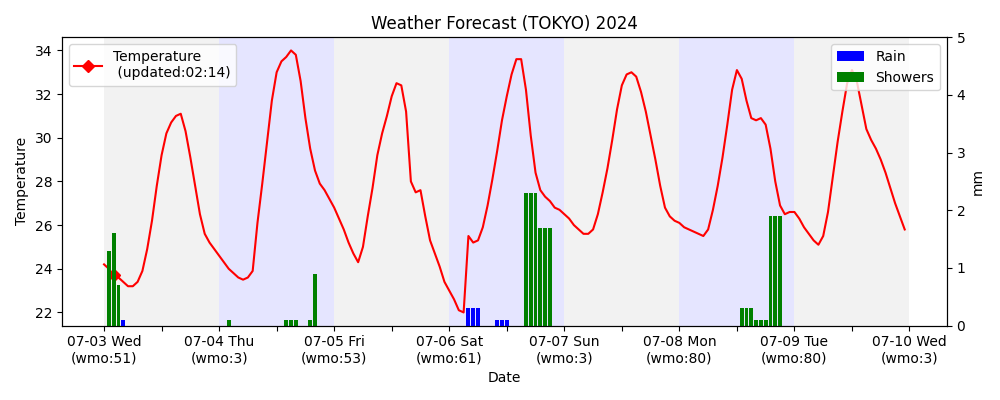 Weather Forecast (TOKYO) 2024
Temperature
(updated:02:14)
Rain
Showers
34
32
30
28
26
24
22
Temperature
5
4
3
2
1
0
mm
07-03 Wed
(wmo:51)
07-04 Thu
(wmo:3)
07-05 Fri
(wmo:53)
07-06 Sat
(wmo:61)
07-07 Sun
(wmo:3)
07-08 Mon
(wmo:80)
07-09 Tue
(wmo:80)
07-10 Wed
(wmo:3)
Date